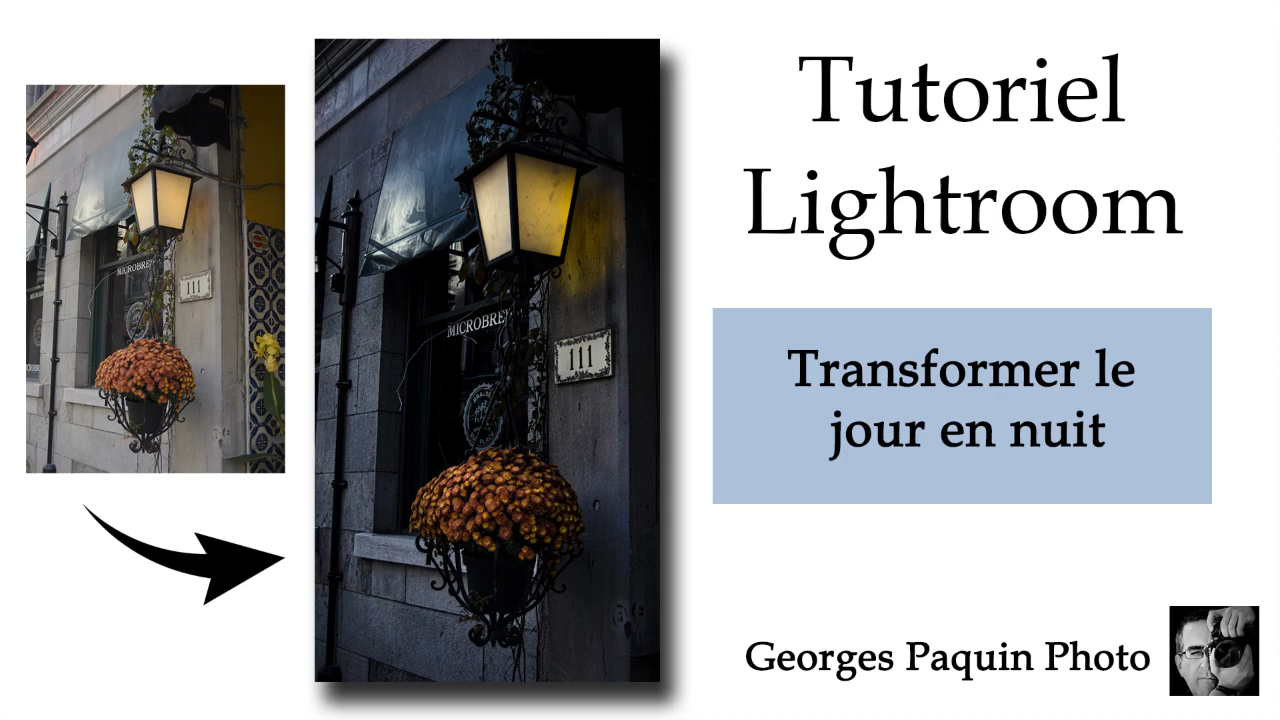 Tutoriel
Lightroom
Transformer le
jour en nuit
Georges Paquin Photo
MICROBRE
111
MICROBRE
111